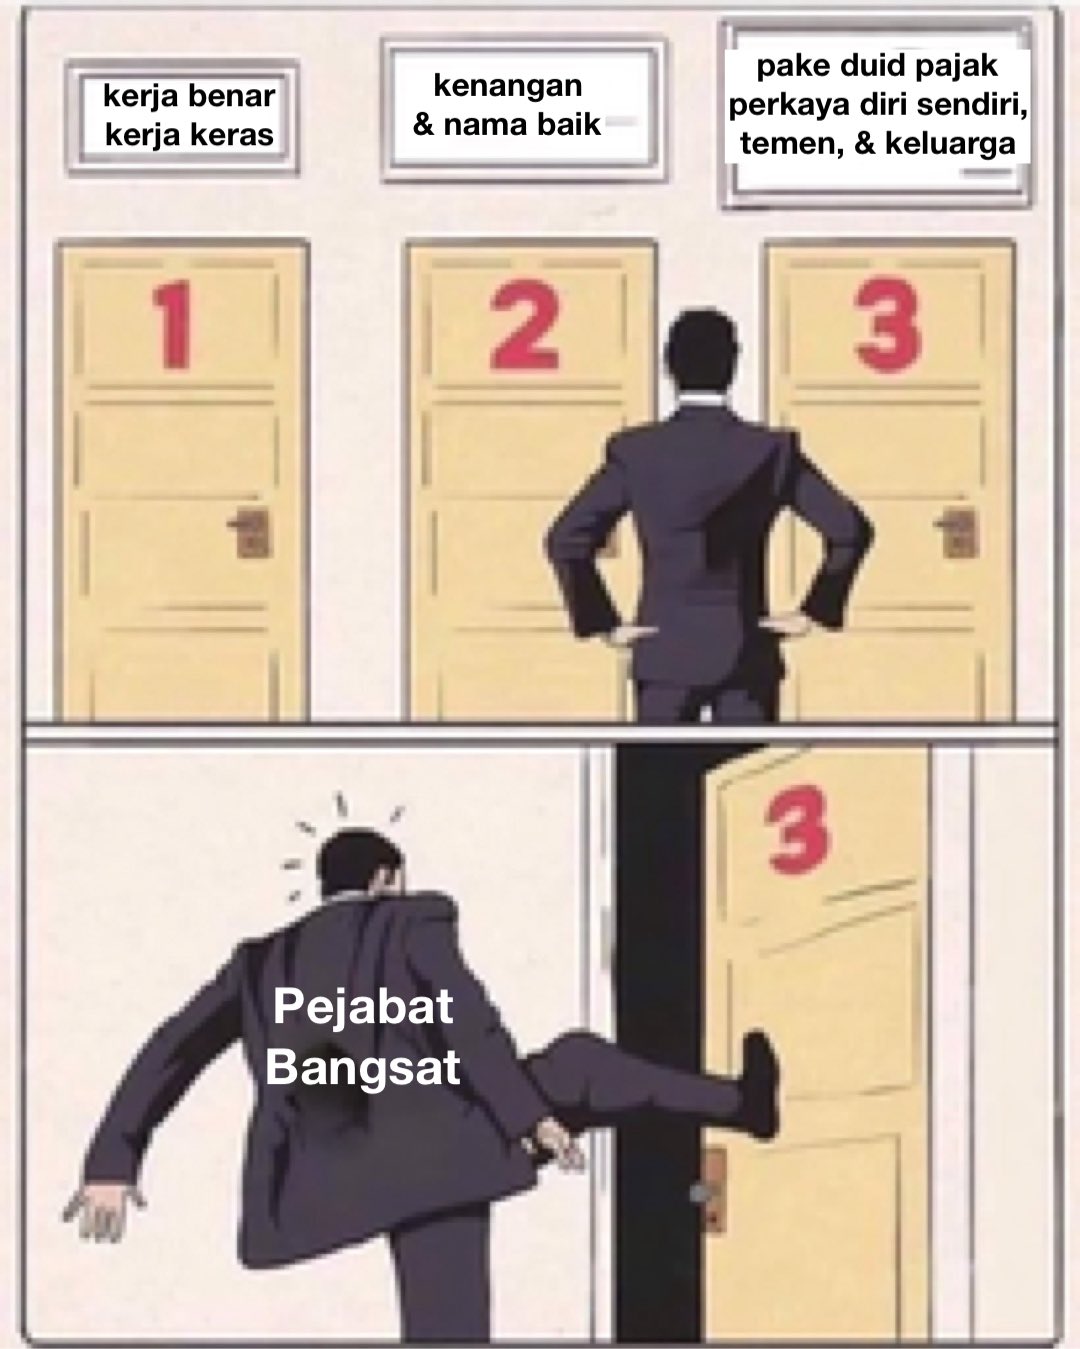 kerja benar
kerja keras
kenangan
& nama baik
pake duid pajak
perkaya diri sendiri,
temen, & keluarga
1
2
3
3
Pejabat
Bangsat